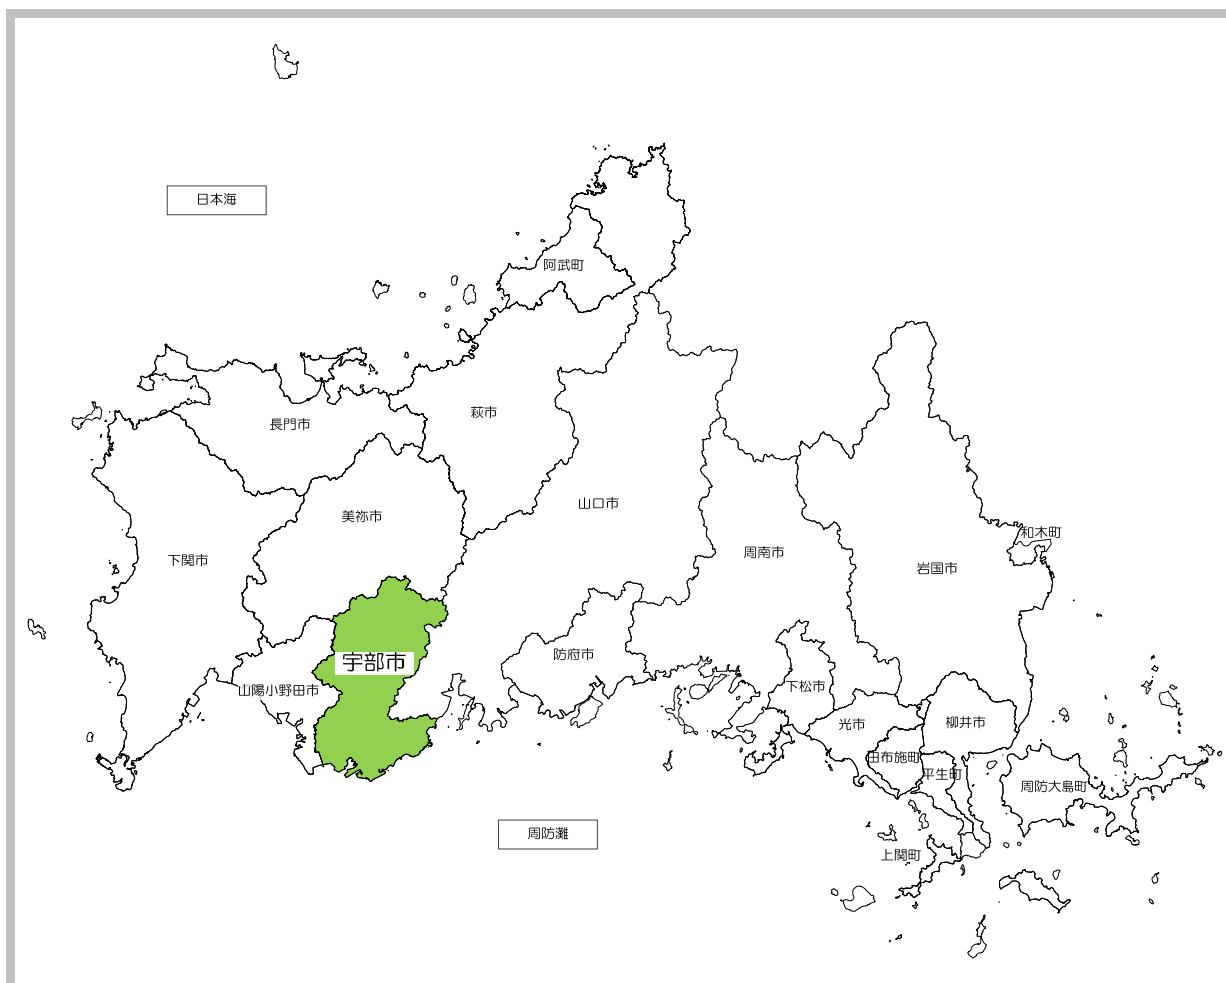 日本海
阿武町
萩市
長門市
山口市
美祢市
和木町
周南市
下関市
岩国市
防府市
宇部市
下松市
山陽小野田市
光市
柳井市
田布施町
平生町
周防大島町
周防灘
上関町